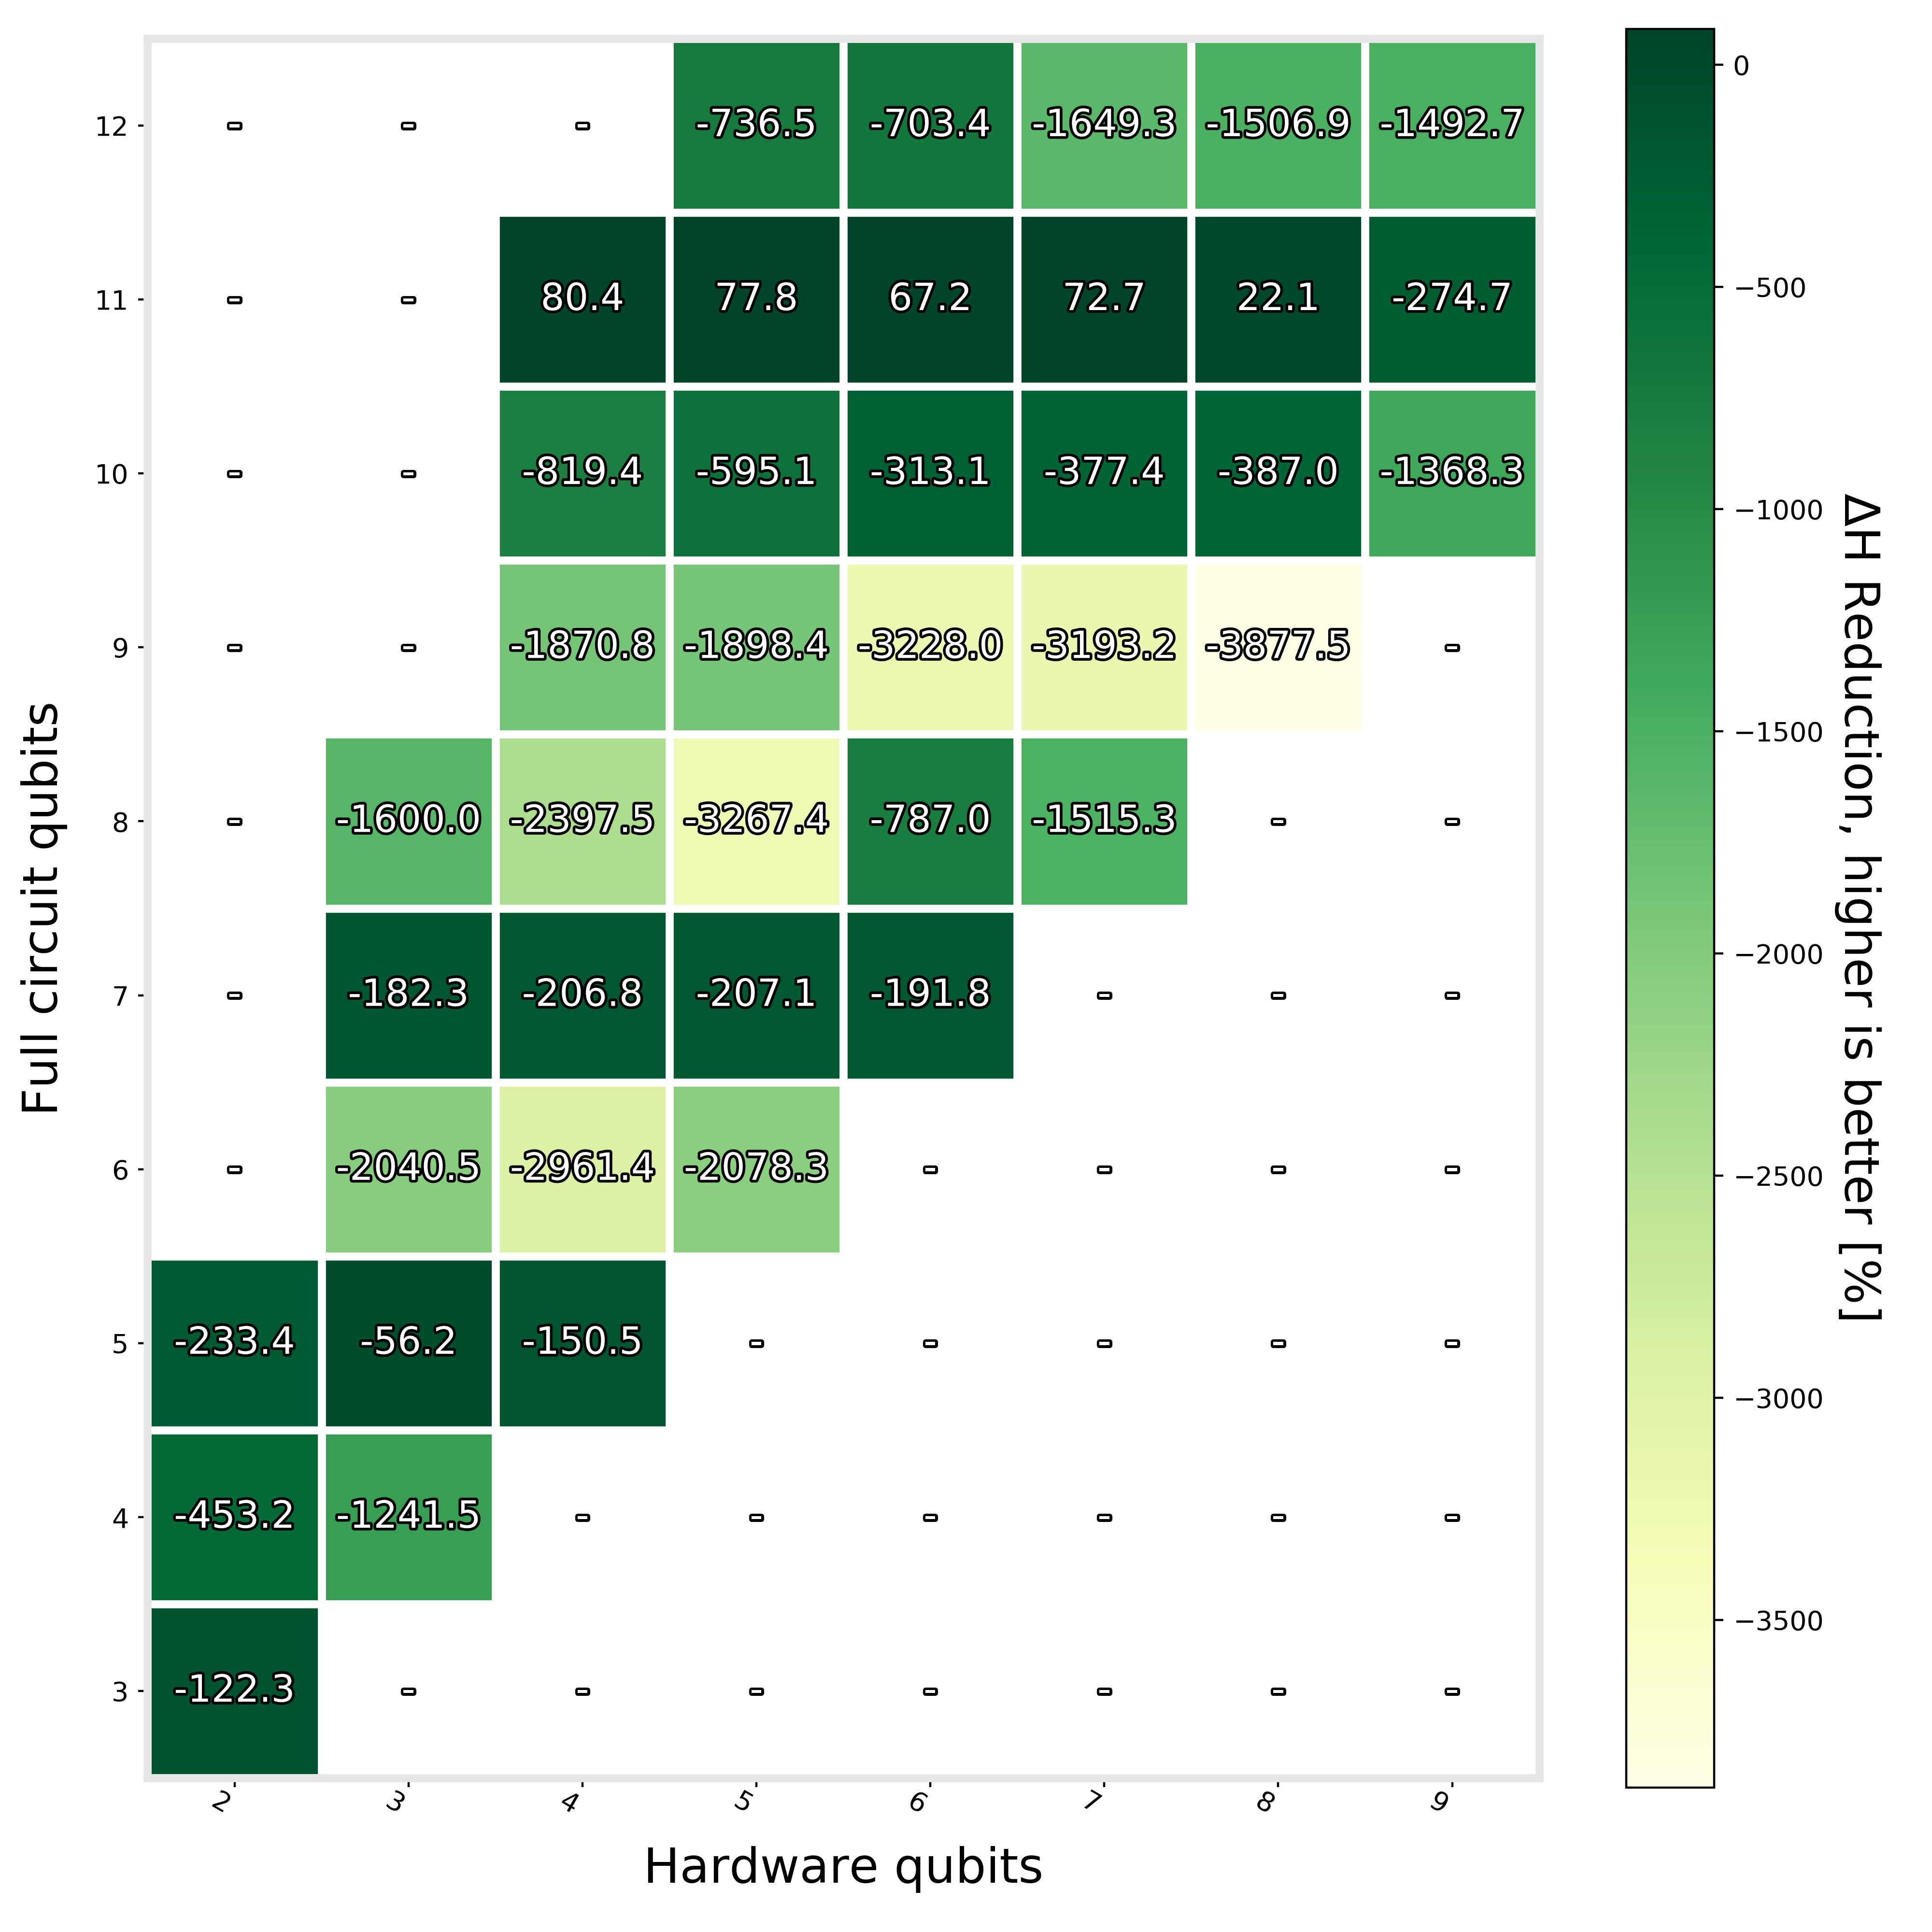 12 - - - -736.5 -703.4 -1649.3 -1506.9 -1492.7
11 - - 80.4 77.8 67.2 72.7 22.1 -274.7
10 - - -819.4 -595.1 -313.1 -377.4 -387.0 -1368.3
9 - - -1870.8 -1898.4 -3228.0 -3193.2 -3877.5 -
8 - -1600.0 -2397.5 -3267.4 -787.0 -1515.3 - -
7 - -182.3 -206.8 -207.1 -191.8 - - -
6 - -2040.5 -2961.4 -2078.3 - - - -
5 -233.4 -56.2 -150.5 - - - - -
4 -453.2 -1241.5 - - - - - -
3 -122.3 - - - - - - -
2 3 4 5 6 7 8 9
Hardware qubits
Full circuit qubits
0
−500
−1000
−1500
−2000
−2500
−3000
−3500
ΔH Reduction, higher is better [%]